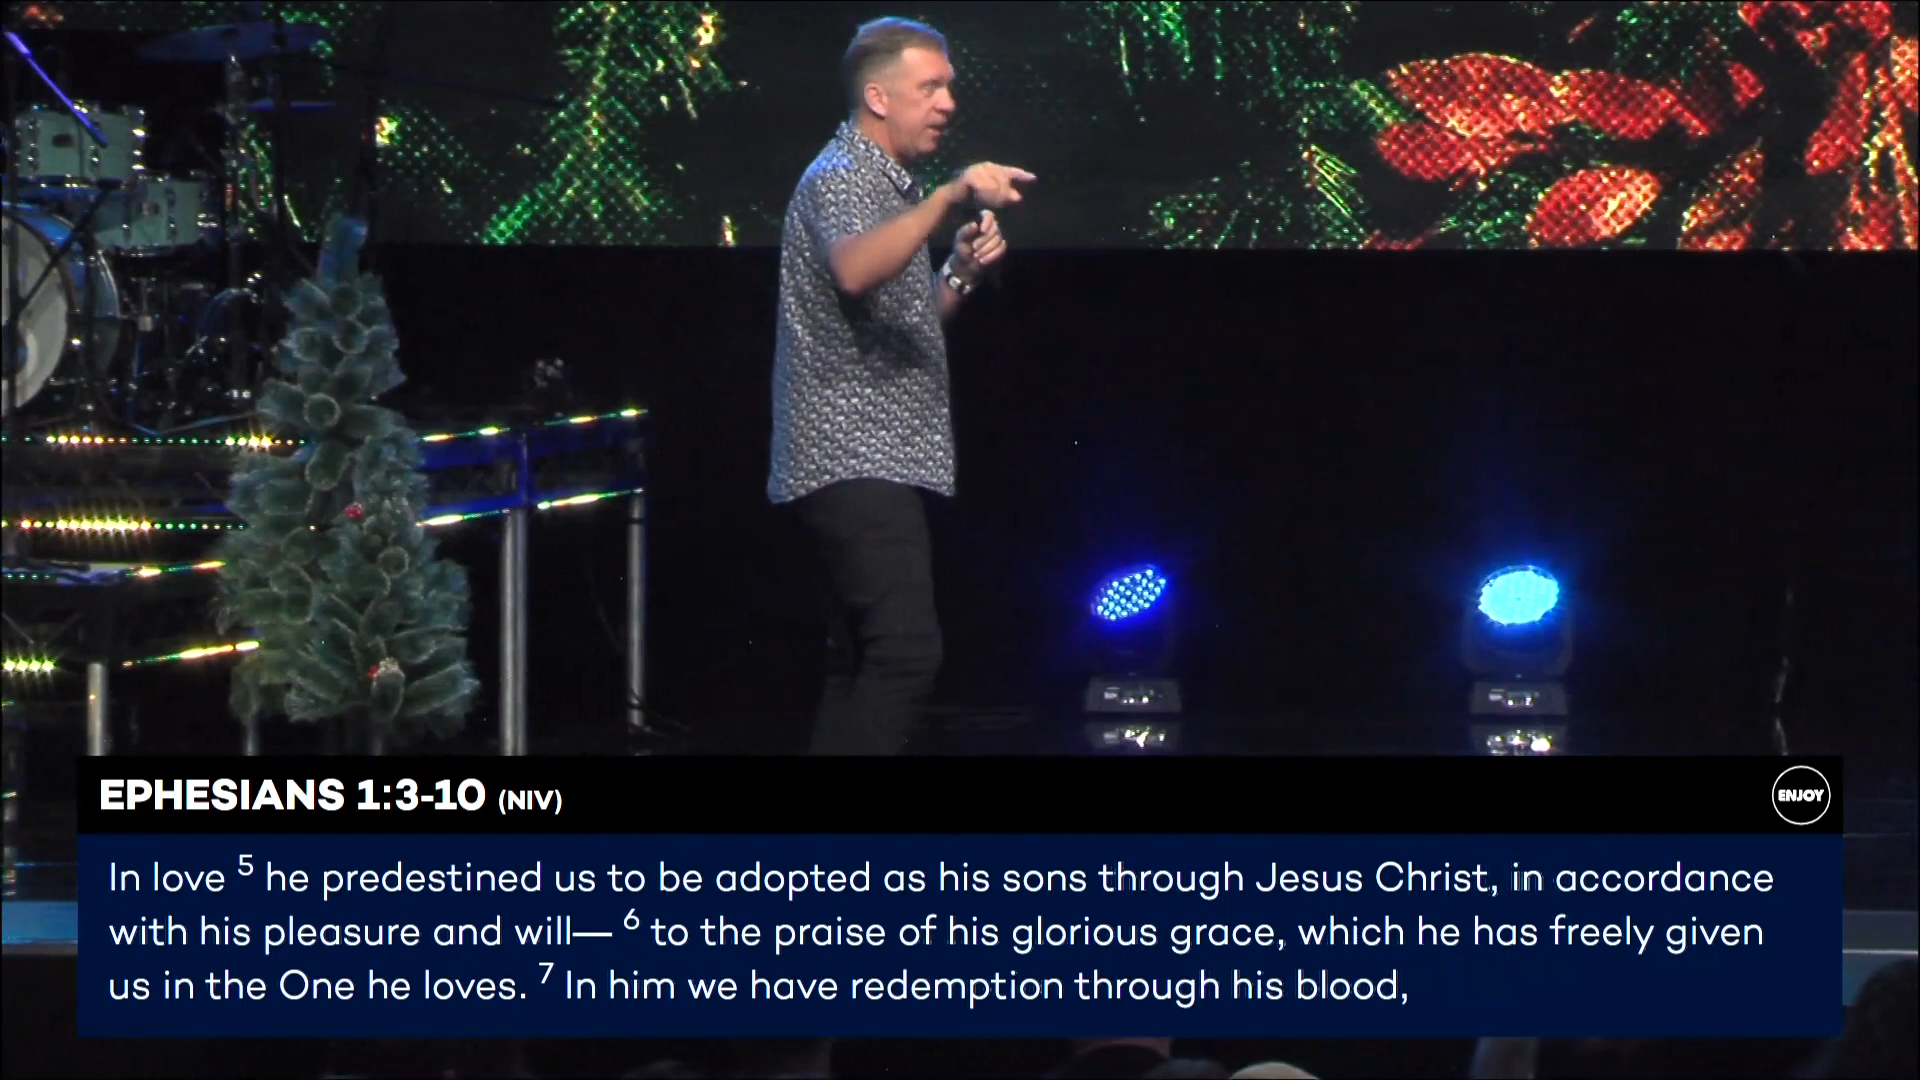 EPHESIANS 1:3-10 (NIV)
ENJOY
In love 5 he predestined us to be adopted as his sons through Jesus Christ, in accordance
with his pleasure and will— 6 to the praise of his glorious grace, which he has freely given
us in the One he loves. 7 In him we have redemption through his blood,